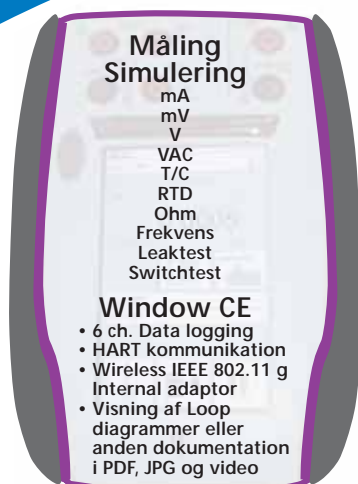 Måling
Simulering
mA
mV
V
VAC
T/C
RTD
Ohm
Frekvens
Leaktest
Switchtest
Window CE
• 6 ch. Data logging
• HART kommunikation
• Wireless IEEE 802.11 g
Internal adaptor
• Visning af Loop
diagrammer eller
anden dokumentation
i PDF, JPG og video